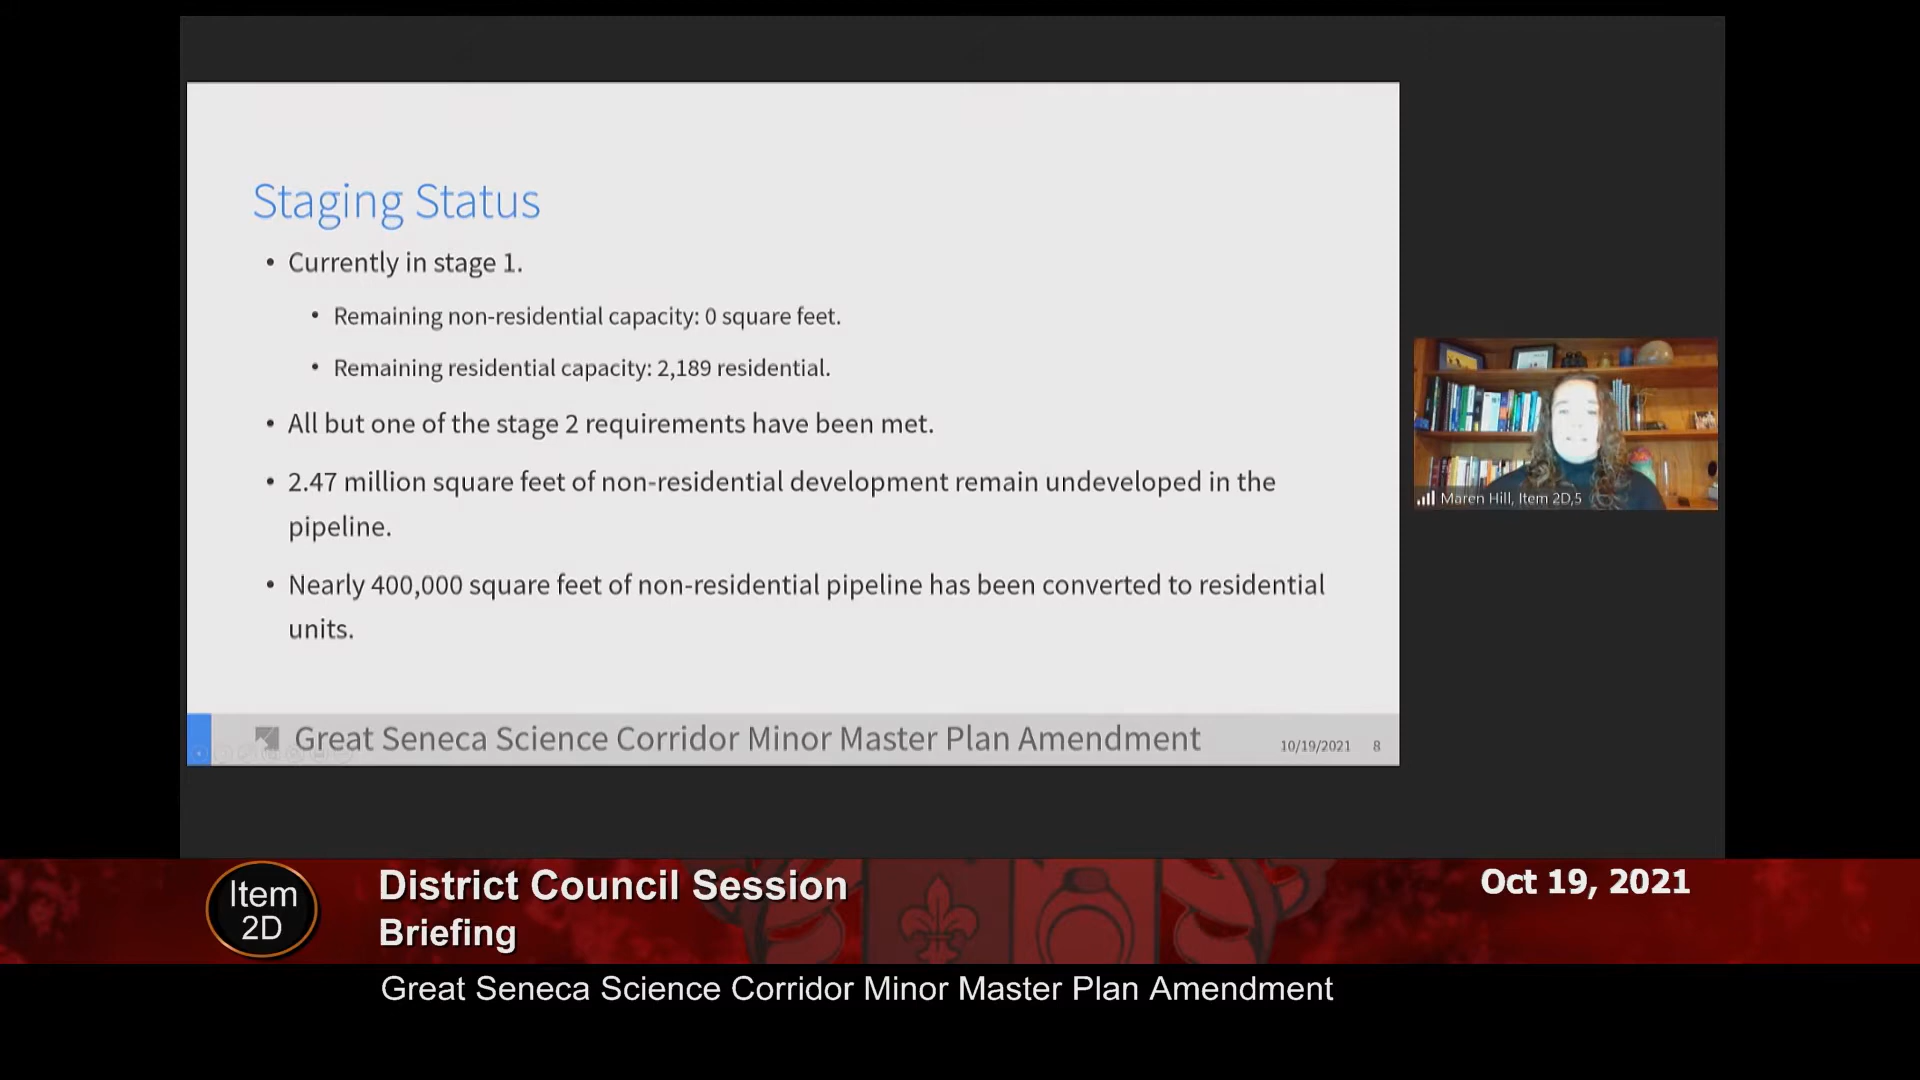 Staging Status
• Currently in stage 1.
• Remaining non-residential capacity: 0 square feet.
• Remaining residential capacity: 2,189 residential.
• All but one of the stage 2 requirements have been met.
• 2.47 million square feet of non-residential development remain undeveloped in the
pipeline.
• Nearly 400,000 square feet of non-residential pipeline has been converted to residential
units.
Great Seneca Science Corridor Minor Master Plan Amendment
10/19/2021 8
Maren Hill, Item 2D,5
Item
2D
District Council Session
Briefing
Oct 19, 2021
Great Seneca Science Corridor Minor Master Plan Amendment